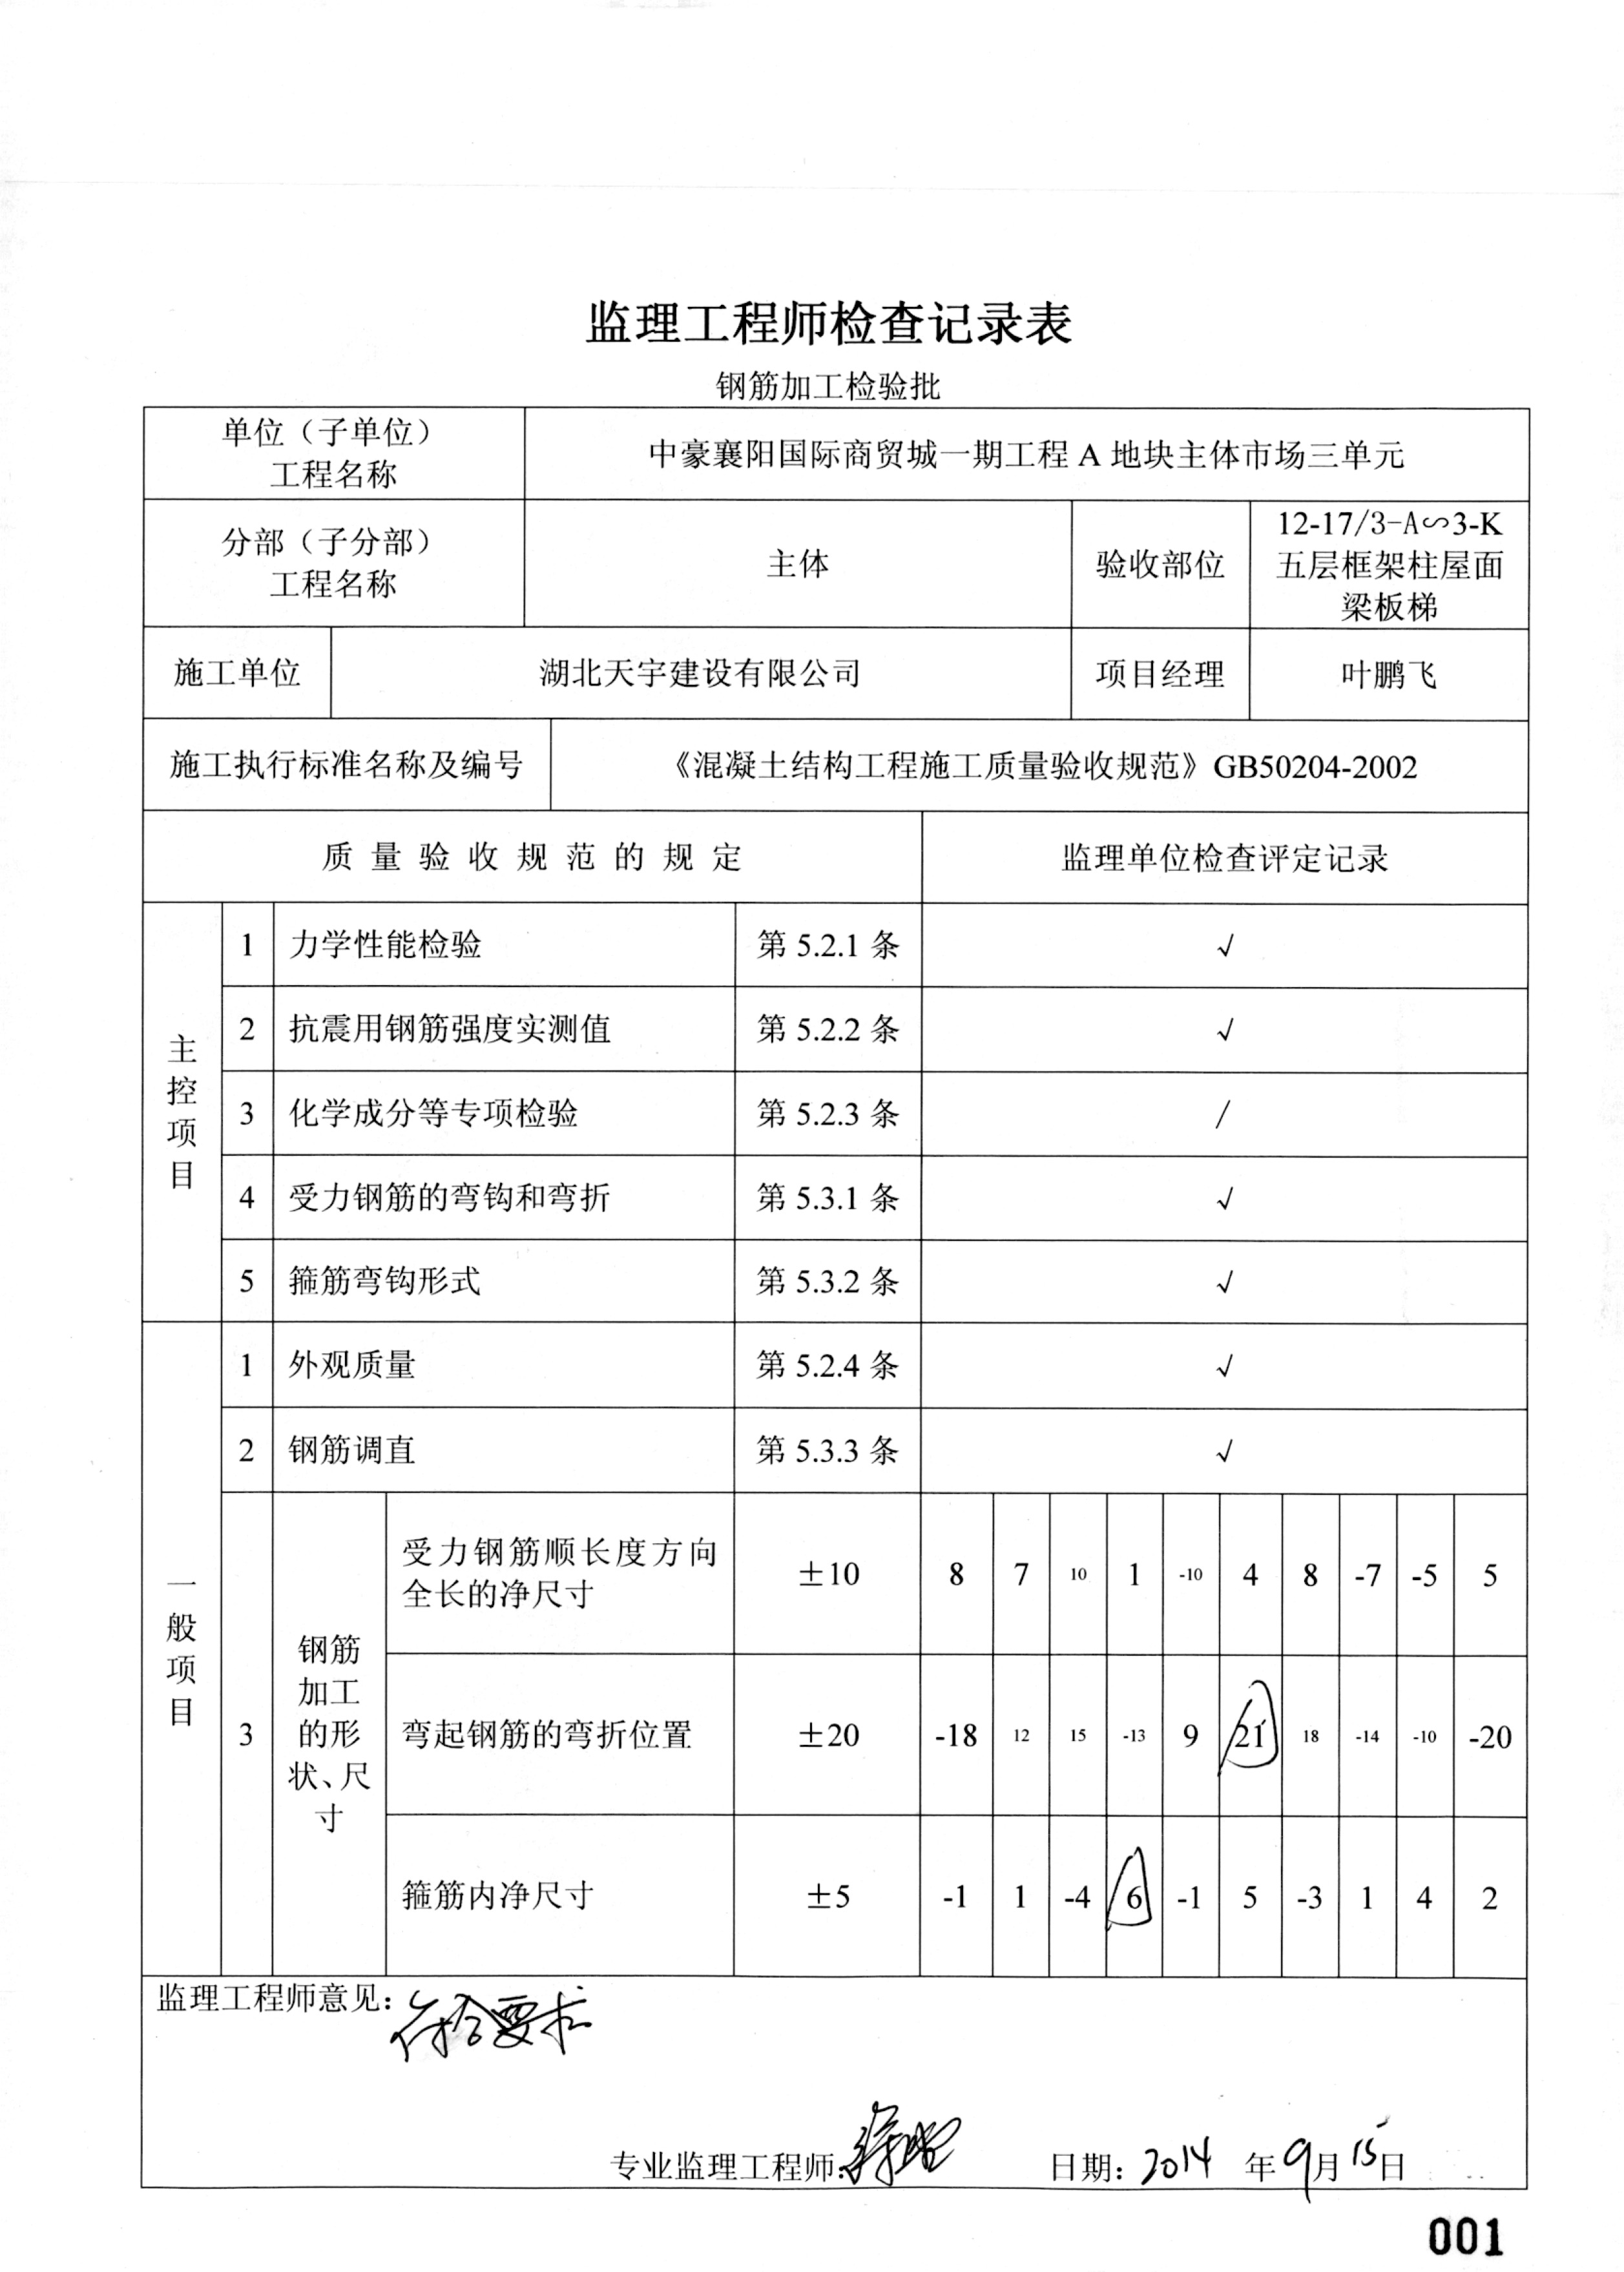 监理工程师检查记录表
钢筋加工检验批
单位（子单位）
工程名称
中豪襄阳国际商贸城一期工程 A 地块主体市场三单元
分部（子分部）
工程名称
主体
验收部位
12-17/3-A∽3-K
五层框架柱屋面
梁板梯
施工单位
湖北天宇建设有限公司
项目经理
叶鹏飞
施工执行标准名称及编号
《混凝土结构工程施工质量验收规范》GB50204-2002
质 量 验 收 规 范 的 规 定
监理单位检查评定记录
主控项目
1 力学性能检验 第 5.2.1 条 √
2 抗震用钢筋强度实测值 第 5.2.2 条 √
3 化学成分等专项检验 第 5.2.3 条 /
4 受力钢筋的弯钩和弯折 第 5.3.1 条 √
5 箍筋弯钩形式 第 5.3.2 条 √
一般项目
1 外观质量 第 5.2.4 条 √
2 钢筋调直 第 5.3.3 条 √
3
钢筋
加工
的形
状、尺
寸
受力钢筋顺长度方向
全长的净尺寸
±10 8 7 10 1 -10 4 8 -7 -5 5
弯起钢筋的弯折位置 ±20 -18 12 15 -13 9 21 18 -14 -10 -20
箍筋内净尺寸 ±5 -1 1 -4 6 -1 5 -3 1 4 2
监理工程师意见：符合要求
专业监理工程师： 日期：2014 年 9 月 15 日
001